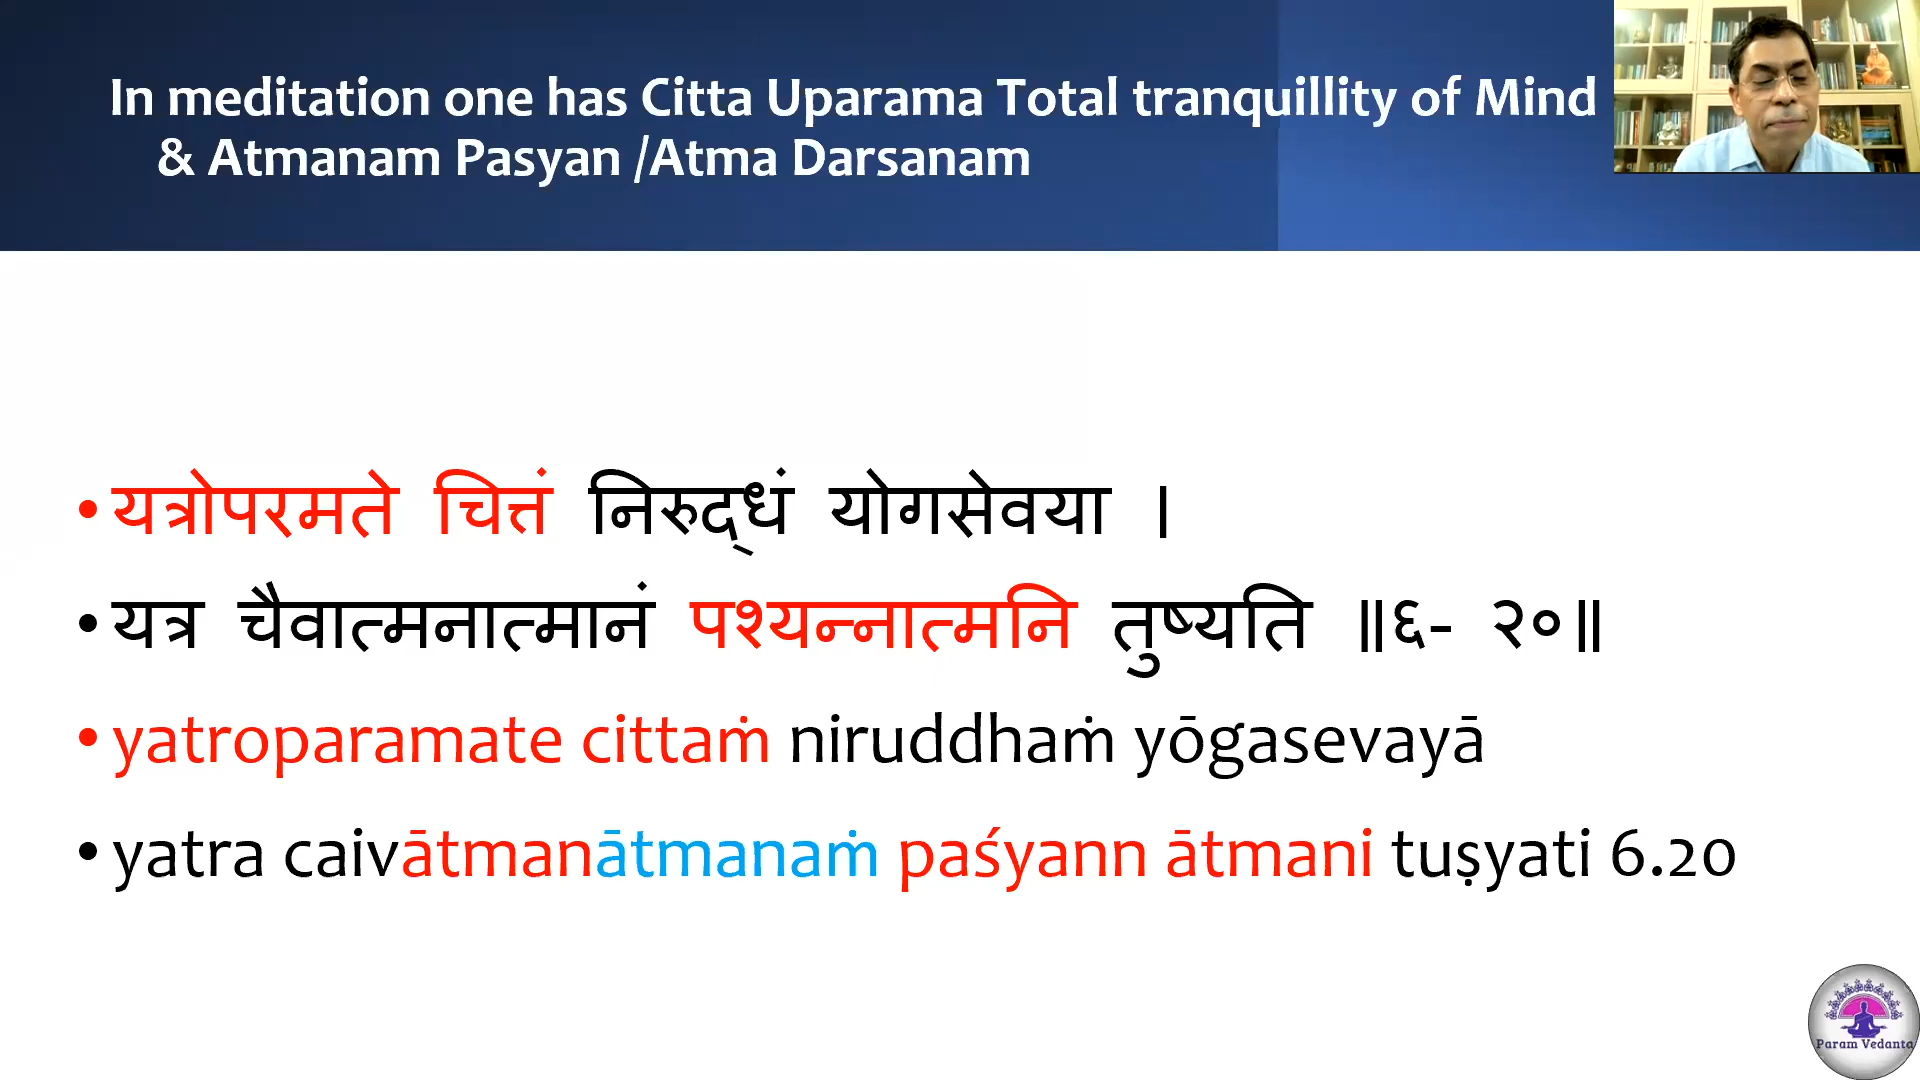 In meditation one has Citta Uparama Total tranquillity of Mind
& Atmanam Pasyan /Atma Darsanam
• यत्रोपरमते चित्तं निरुद्धं योगसेवया ।
• यत्र चैवात्मनात्मानं पश्यन्नात्मनि तुष्यति ॥६- २०॥
• yatroparamate cittaṁ niruddhaṁ yōgasevayā
• yatra caivātmanātmanaṁ paśyann ātmani tuṣyati 6.20
Param Vedanta